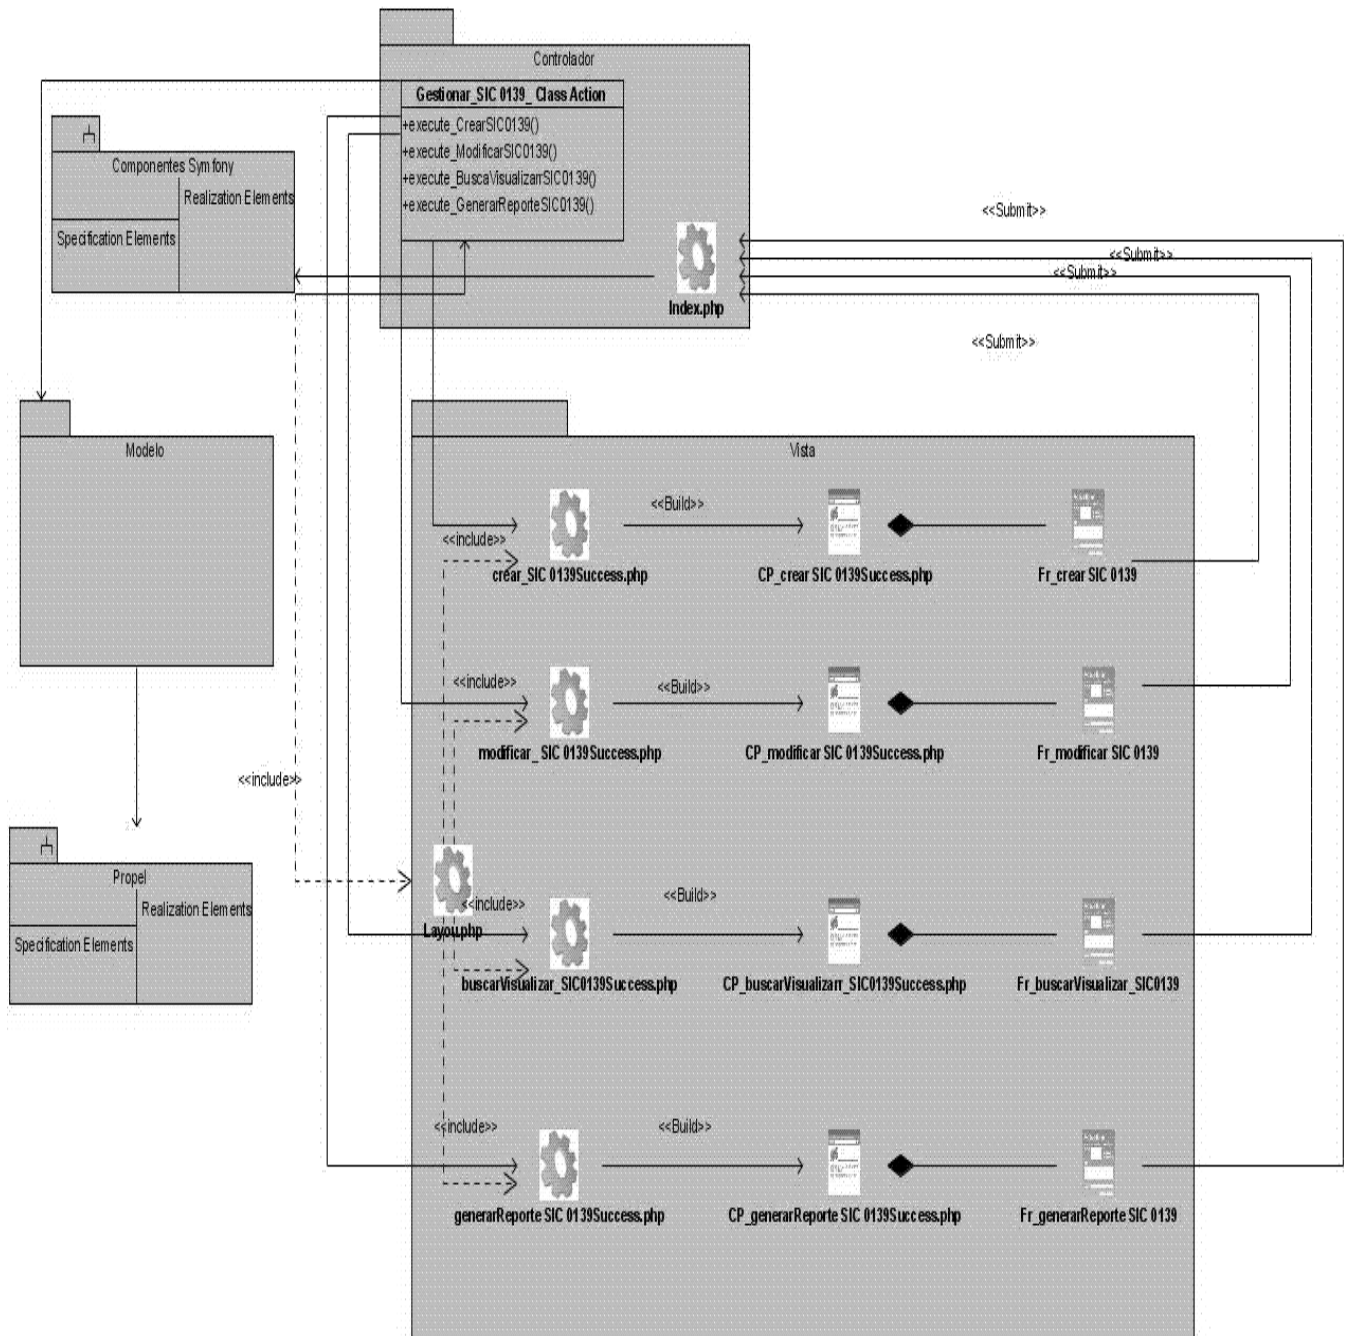 Controlador
Gestionar_SIC 0139_ Class Action
+execute_CrearSIC0139()
+execute_ModificarSIC0139()
+execute_BuscaVisualizarrSIC0139()
+execute_GenerarReporteSIC0139()
Index.php
Componentes Symfony
Realization Elements
Specification Elements
<<Submit>>
<<Submit>>
<<Submit>>
<<Submit>>
Modelo
Vista
<<include>>
<<Build>>
crear_SIC 0139Success.php
CP_crear SIC 0139Success.php
Fr_crear SIC 0139
<<include>>
<<Build>>
modificar_ SIC 0139Success.php
CP_modificar SIC 0139Success.php
Fr_modificar SIC 0139
<<include>>
Propel
Realization Elements
Specification Elements
Layou.php
<<include>>
<<Build>>
buscarVisualizar_SIC0139Success.php
CP_buscarVisualizarr_SIC0139Success.php
Fr_buscarVisualizar_SIC0139
<<include>>
<<Build>>
generarReporte SIC 0139Success.php
CP_generarReporte SIC 0139Success.php
Fr_generarReporte SIC 0139